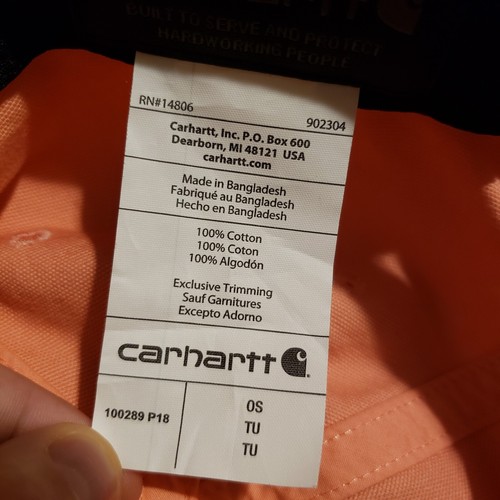 hartt
BUILT TO SERVE AND PROTECT
HARDWORKING PEOPLE
RN#14806
902304
Carhartt, Inc. P.O. Box 600
Dearborn, MI 48121 USA
carhartt.com
Made in Bangladesh
Fabriqué au Bangladesh
Hecho en Bangladesh
100% Cotton
100% Coton
100% Algodón
Exclusive Trimming
Sauf Garnitures
Excepto Adorno
carhartt
100289 P18
OS
TU
TU